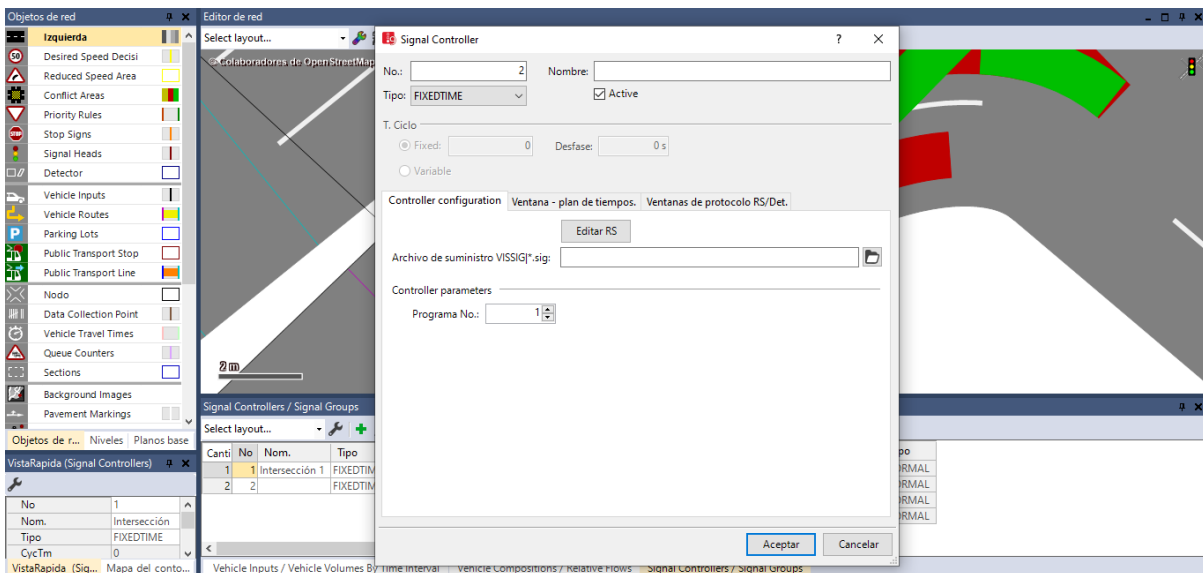 Objetos de red
Izquierda
50
Desired Speed Decisi
Reduced Speed Area
Conflict Areas
Priority Rules
STOP
Stop Signs
Signal Heads
Detector
Vehicle Inputs
Vehicle Routes
P
Parking Lots
Public Transport Stop
Public Transport Line
Nodo
Data Collection Point
Vehicle Travel Times
Queue Counters
Sections
Background Images
Pavement Markings
Objetos de r... Niveles Planos base
VistaRapida (Signal Controllers)
No 1
Nom. Intersección
Tipo FIXEDTIME
CycTm 0
VistaRapida (Sig... Mapa del conto...
Editor de red
Select layout...
© Colaboradores de OpenStreetMap
2 m
Signal Controller
?
No.: 2 Nombre:
Tipo: FIXEDTIME Active
T. Ciclo
Fixed: 0 Desfase: 0 s
Variable
Controller configuration Ventana - plan de tiempos. Ventanas de protocolo RS/Det.
Editar RS
Archivo de suministro VISSIG|*.sig:
Controller parameters
Programa No.: 1
Aceptar Cancelar
Signal Controllers / Signal Groups
Select layout...
Canti No Nom. Tipo
1 1 Intersección 1 FIXEDTIM
2 2 FIXEDTIM
po
RMAL
RMAL
RMAL
RMAL
Vehicle Inputs / Vehicle Volumes By Time Interval Vehicle Compositions / Relative Flows Signal Controllers / Signal Groups